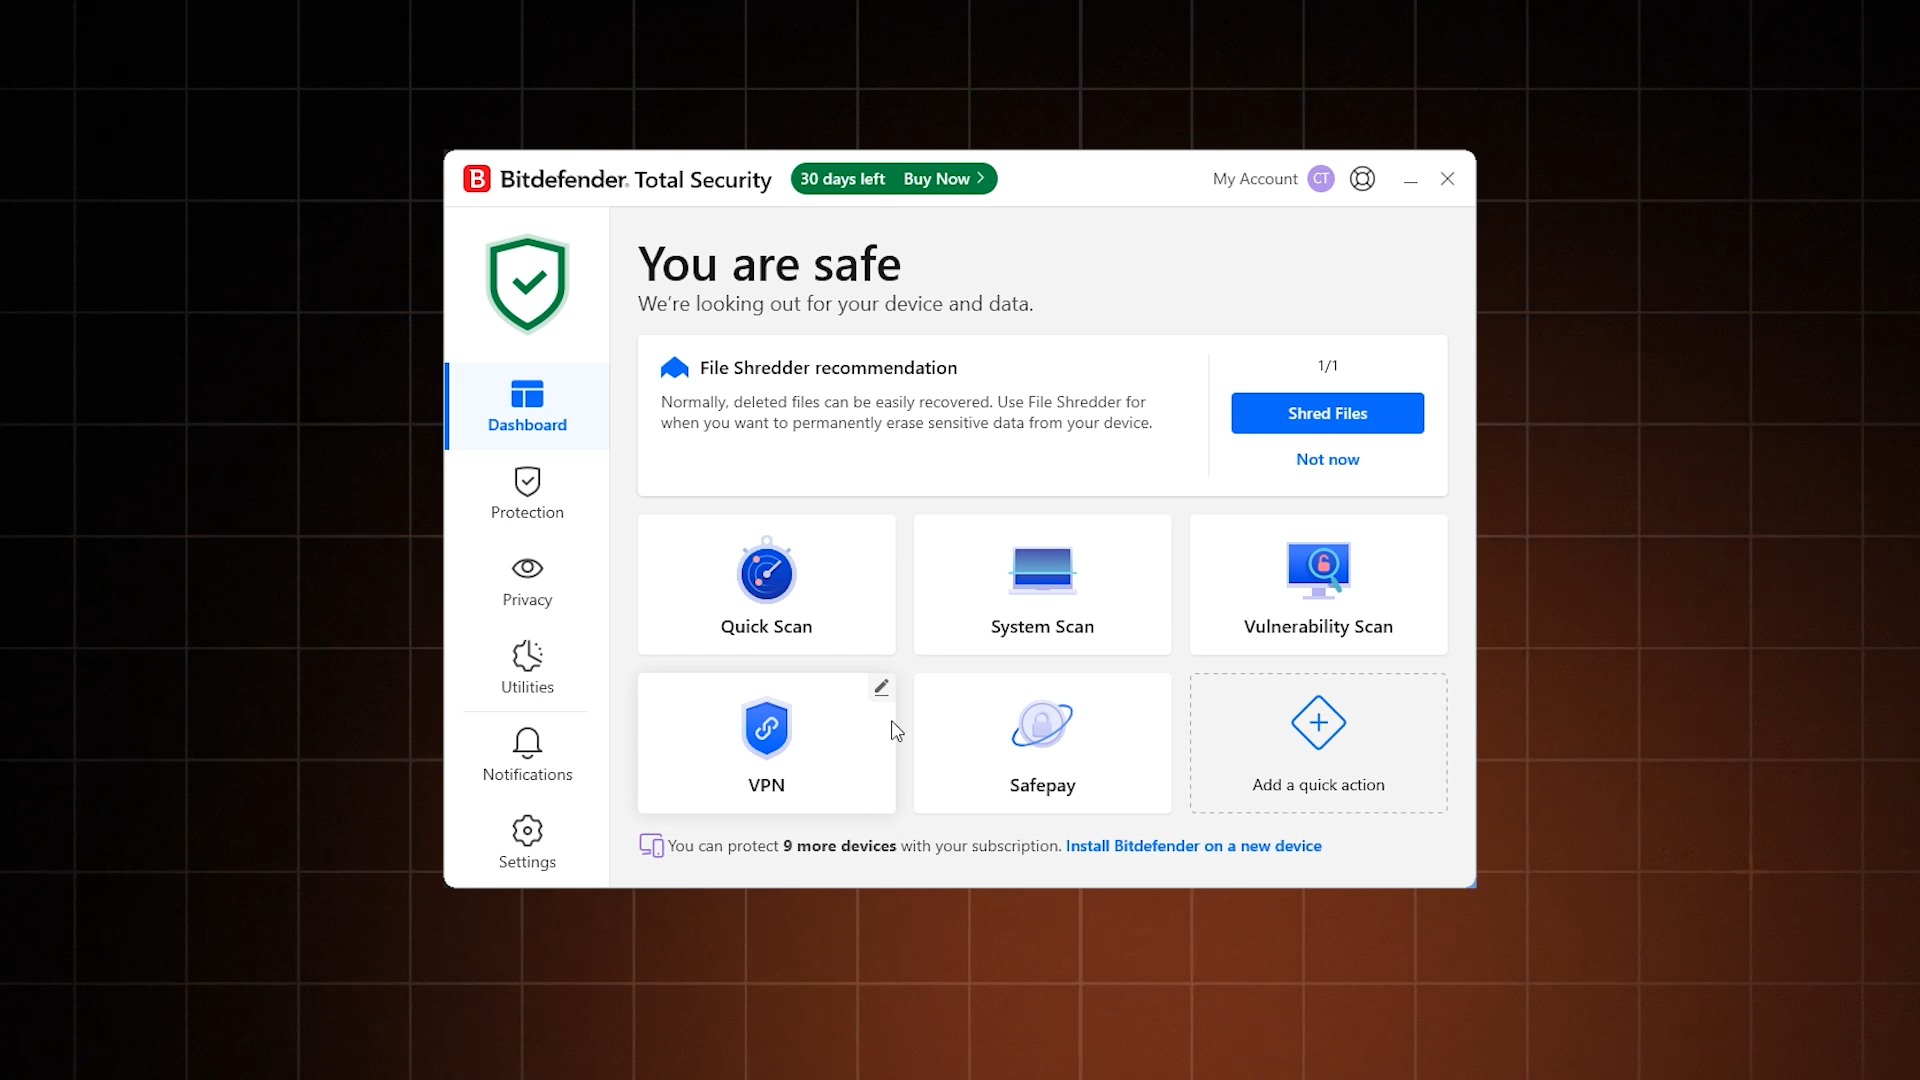 B Bitdefender. Total Security 30 days left Buy Now My Account CT
You are safe
We're looking out for your device and data.
File Shredder recommendation
Normally, deleted files can be easily recovered. Use File Shredder for
when you want to permanently erase sensitive data from your device.
1/1
Shred Files
Not now
Dashboard
Protection
Privacy
Utilities
Notifications
Settings
Quick Scan
System Scan
Vulnerability Scan
VPN
Safepay
Add a quick action
You can protect 9 more devices with your subscription. Install Bitdefender on a new device